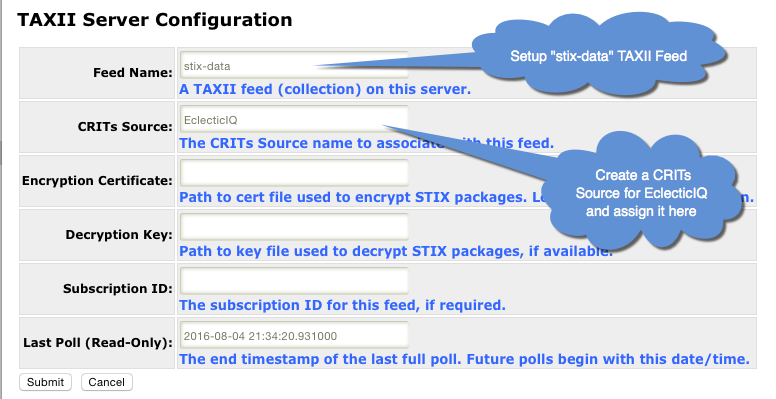 TAXII Server Configuration
Setup "stix-data" TAXII Feed
Feed Name:
stix-data
A TAXII feed (collection) on this server.
CRITs Source:
EclecticIQ
The CRITs Source name to associate with this feed.
Create a CRITs
Source for EclecticIQ
and assign it here
Encryption Certificate:
Path to cert file used to encrypt STIX packages.
Decryption Key:
Path to key file used to decrypt STIX packages, if available.
Subscription ID:
The subscription ID for this feed, if required.
Last Poll (Read-Only):
2016-08-04 21:34:20.931000
The end timestamp of the last full poll. Future polls begin with this date/time.
Submit
Cancel